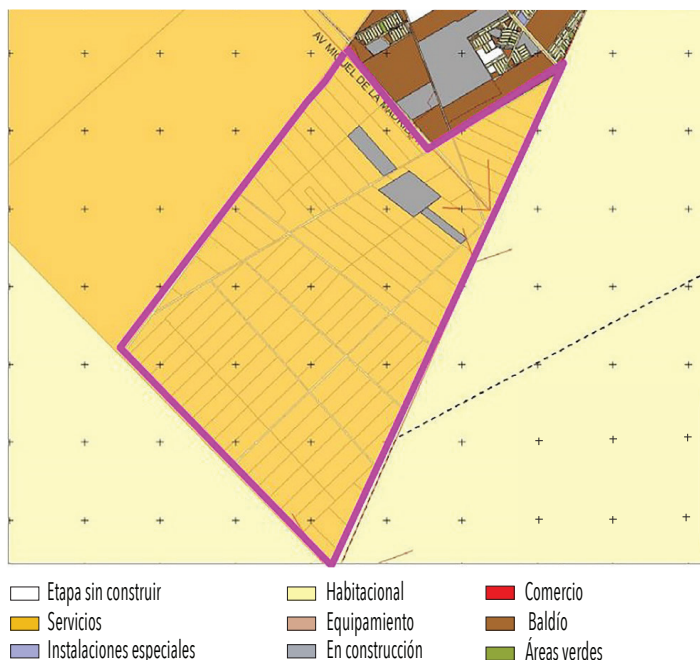 AV MIGUEL DE LA MADRID
Etapa sin construir
Servicios
Instalaciones especiales
Habitacional
Equipamiento
En construcción
Comercio
Baldío
Áreas verdes